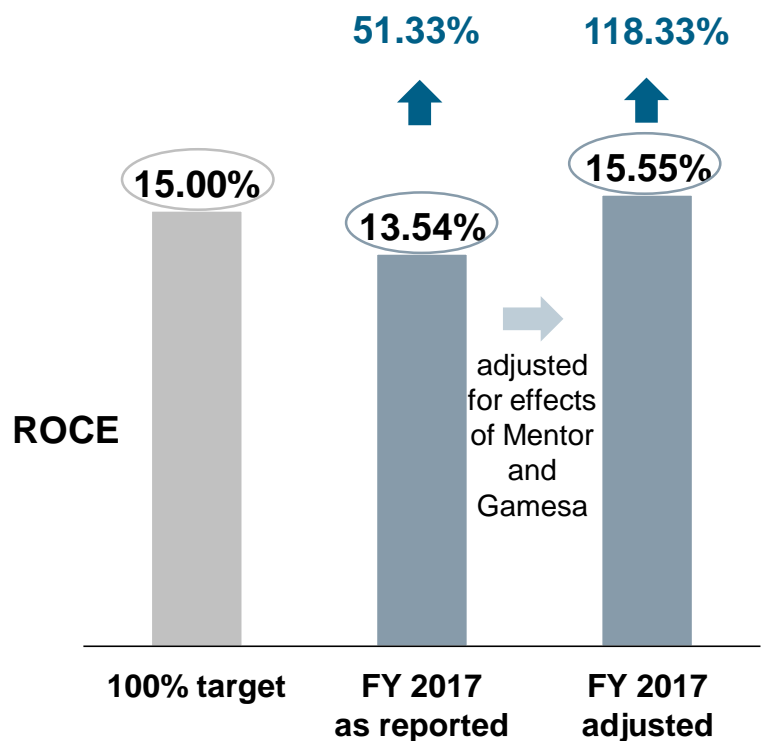 51.33%
118.33%
15.00%
13.54%
15.55%
adjusted
for effects
of Mentor
and
Gamesa
ROCE
100% target
FY 2017
as reported
FY 2017
adjusted